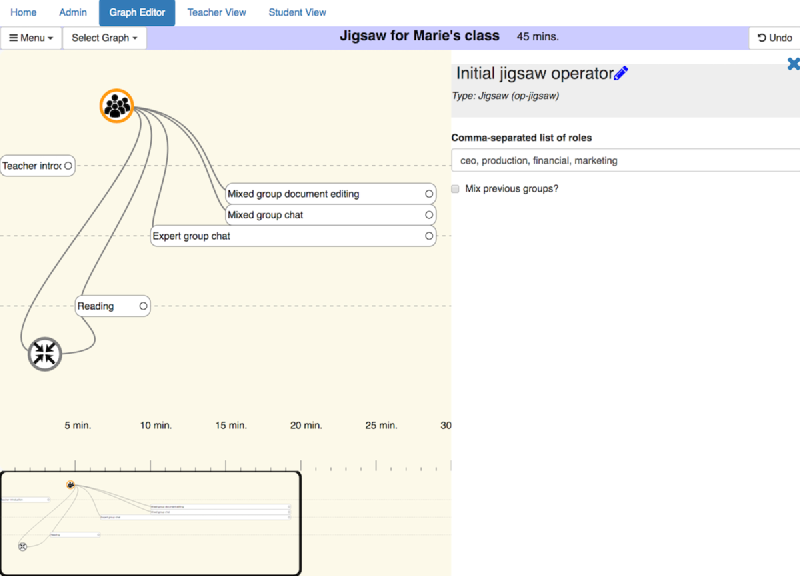 Home Admin Graph Editor Teacher View Student View
Menu Select Graph Jigsaw for Marie's class 45 mins. Undo
Initial jigsaw operator
Type: Jigsaw (op-jigsaw)
Comma-separated list of roles
ceo, production, financial, marketing
Mix previous groups?
Teacher intro
Mixed group document editing
Mixed group chat
Expert group chat
Reading
5 min. 10 min. 15 min. 20 min. 25 min. 30